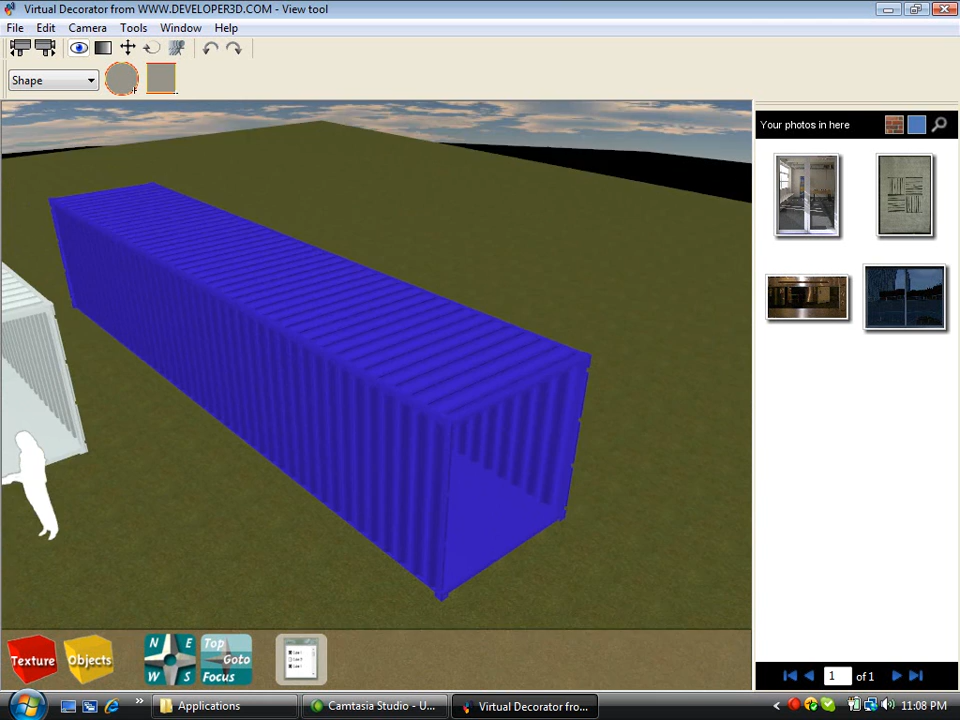 Virtual Decorator from WWW.DEVELOPER3D.COM - View tool
File Edit Camera Tools Window Help
Shape
Your photos in here
Texture
Objects
N E
W S
Top
Goto
Focus
1 of 1
Applications
Camtasia Studio - U...
Virtual Decorator fro...
11:08 PM